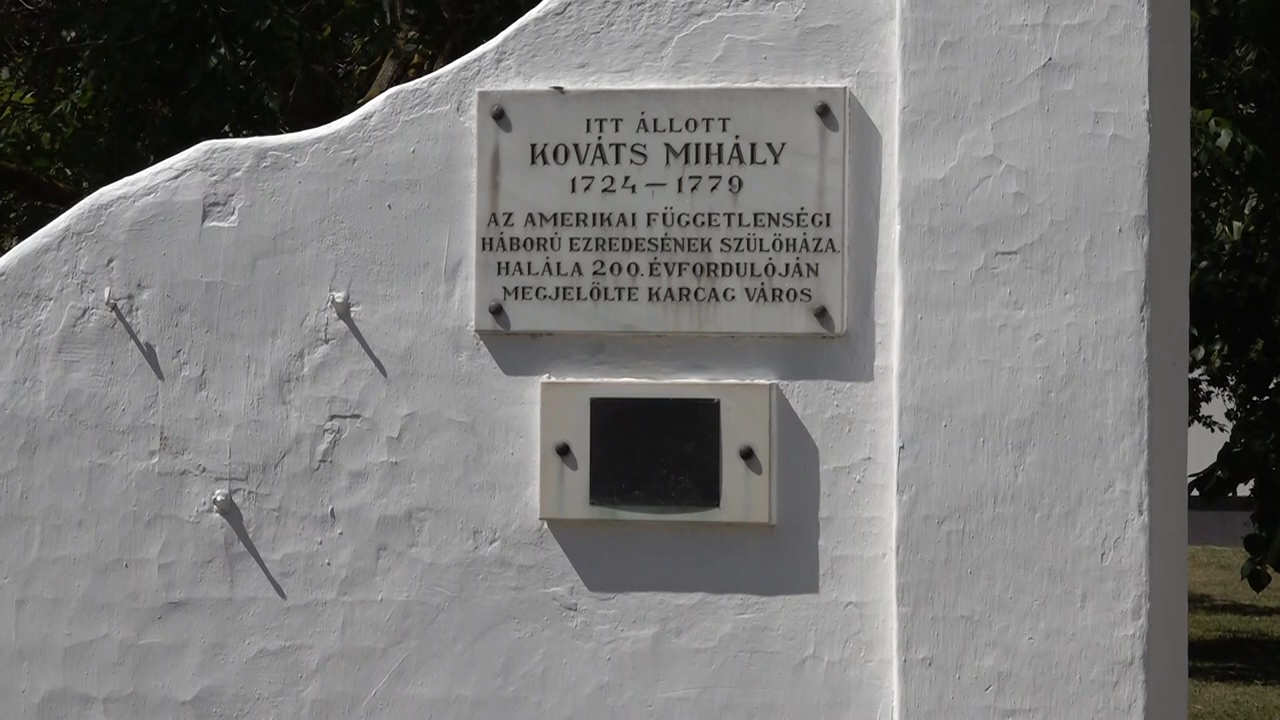 ITT ÁLLOTT
KOVÁTS MIHÁLY
1724 – 1779
AZ AMERIKAI FÜGGETLENSÉGI
HÁBORÚ EZREDESÉNEK SZÜLŐHÁZA.
HALÁLA 200. ÉVFORDULÓJÁN
MEGJELÖLTE KARCAG VÁROS